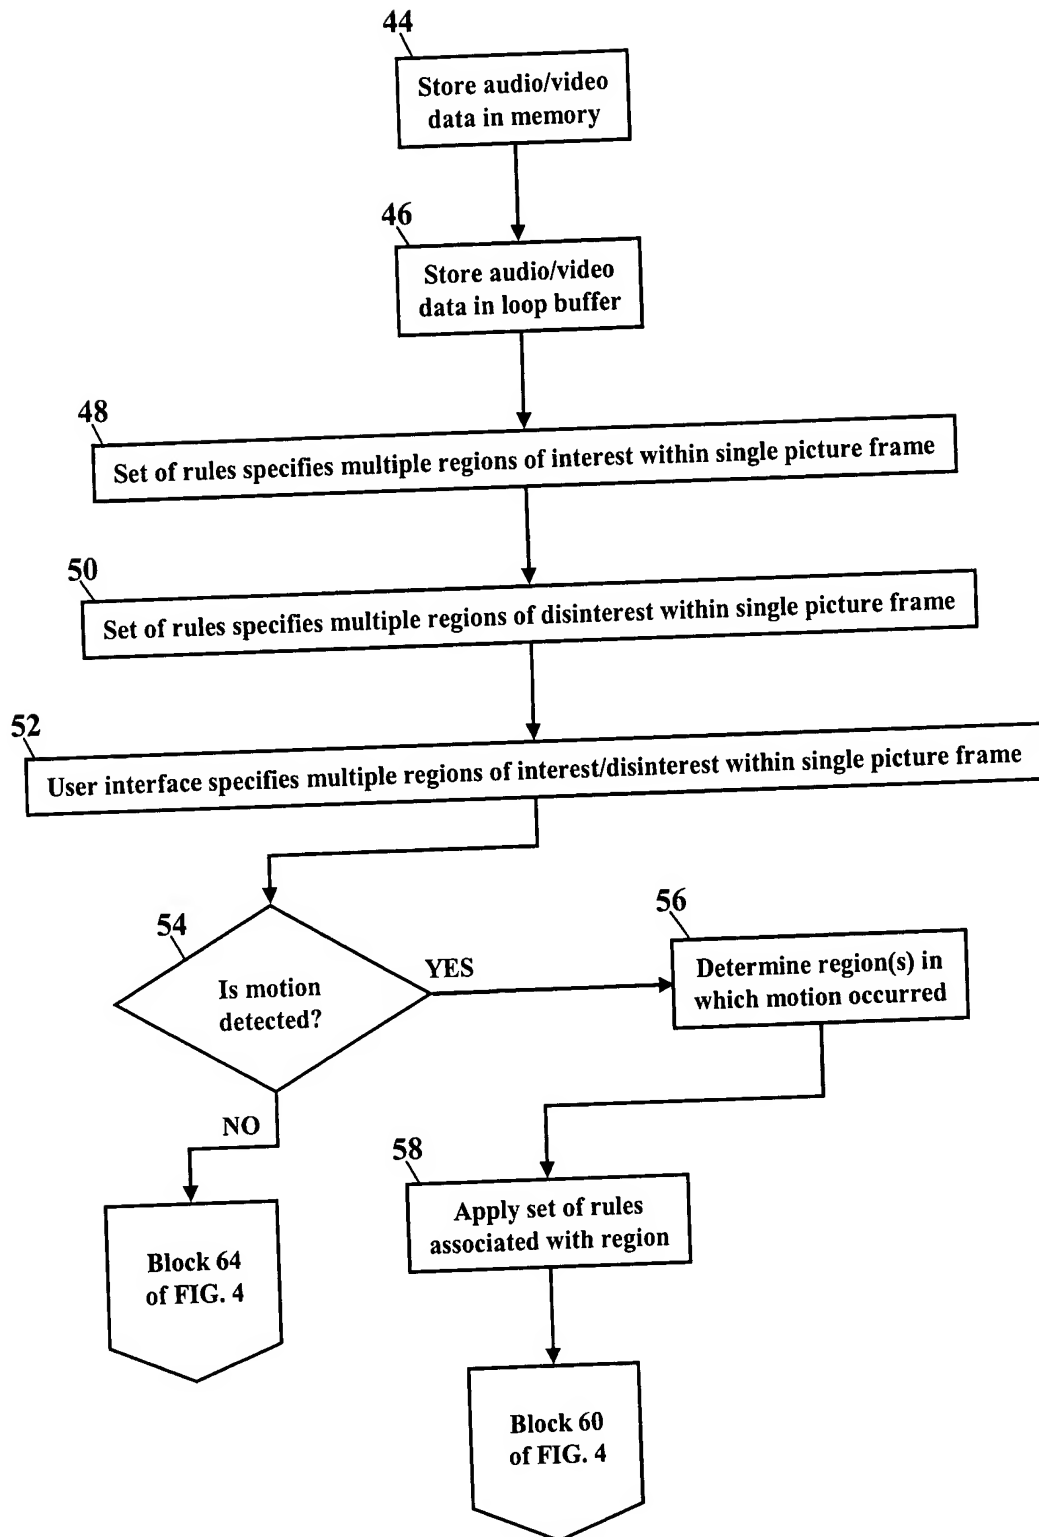 44
Store audio/video
data in memory
46
Store audio/video
data in loop buffer
48
Set of rules specifies multiple regions of interest within single picture frame
50
Set of rules specifies multiple regions of disinterest within single picture frame
52
User interface specifies multiple regions of interest/disinterest within single picture frame
54
Is motion
detected?
YES
56
Determine region(s) in
which motion occurred
NO
58
Apply set of rules
associated with region
Block 64
of FIG. 4
Block 60
of FIG. 4